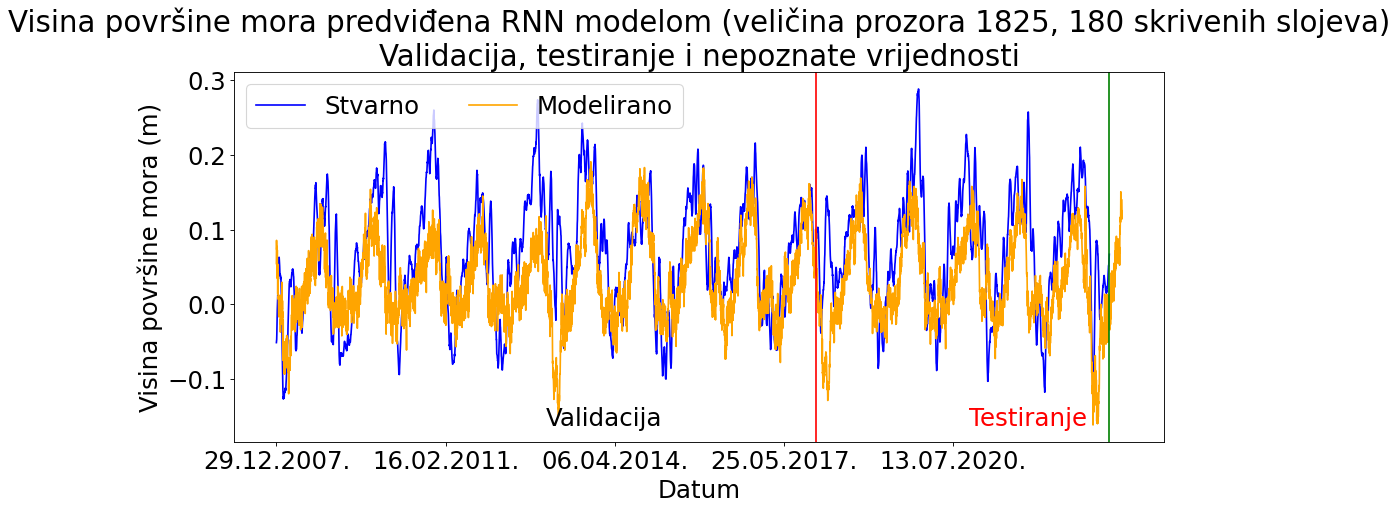 Visina površine mora predviđena RNN modelom (veličina prozora 1825, 180 skrivenih slojeva)
Validacija, testiranje i nepoznate vrijednosti
Stvarno
Modelirano
Visina površine mora (m)
0.3
0.2
0.1
0.0
−0.1
Validacija
Testiranje
29.12.2007.
16.02.2011.
06.04.2014.
25.05.2017.
13.07.2020.
Datum